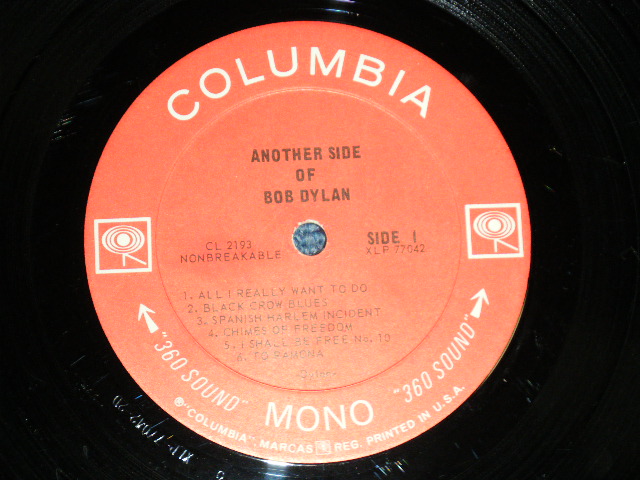 COLUMBIA
ANOTHER SIDE
OF
BOB DYLAN
CL 2193
NONBREAKABLE
SIDE 1
XLP 77042
1. ALL I REALLY WANT TO DO
2. BLACK CROW BLUES
3. SPANISH HARLEM INCIDENT
4. CHIMES OF FREEDOM
5. I SHALL BE FREE No. 10
6. TO RAMONA
"360 SOUND" MONO "360 SOUND"
® "COLUMBIA", MARCAS REG. PRINTED IN U.S.A.